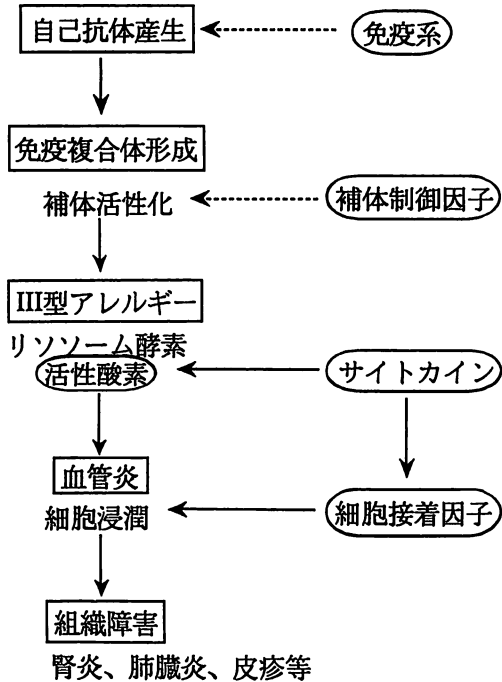 自己抗体産生
免疫系
免疫複合体形成
補体活性化
補体制御因子
III型アレルギー
リソソーム酵素
活性酸素
サイトカイン
血管炎
細胞浸潤
細胞接着因子
組織障害
腎炎、肺臓炎、皮疹等